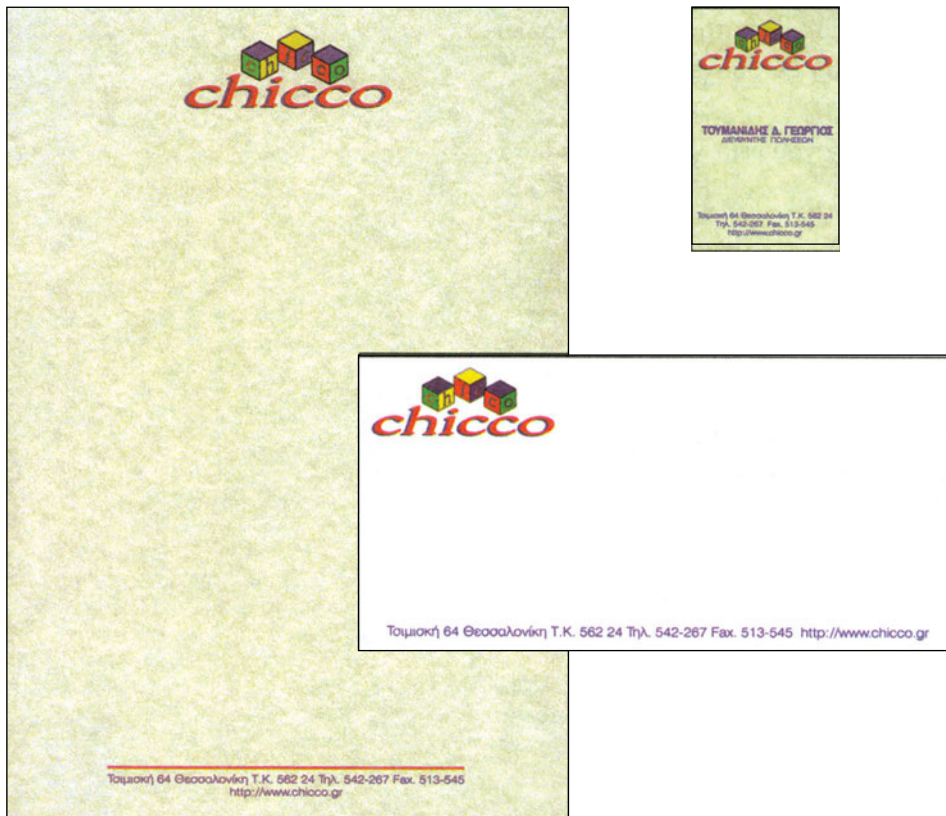 chicco
Τσιμισκή 64 Θεσσαλονίκη Τ.Κ. 562 24 Τηλ. 542-267 Fax. 513-545
http://www.chicco.gr
chicco
ΤΟΥΜΑΝΙΔΗΣ Δ. ΓΕΩΡΓΙΟΣ
ΔΙΕΥΘΥΝΤΗΣ ΠΩΛΗΣΕΩΝ
Τσιμισκή 64 Θεσσαλονίκη Τ.Κ. 562 24
Τηλ. 542-267 Fax. 513-545
http://www.chicco.gr
chicco
Τσιμισκή 64 Θεσσαλονίκη Τ.Κ. 562 24 Τηλ. 542-267 Fax. 513-545 http://www.chicco.gr